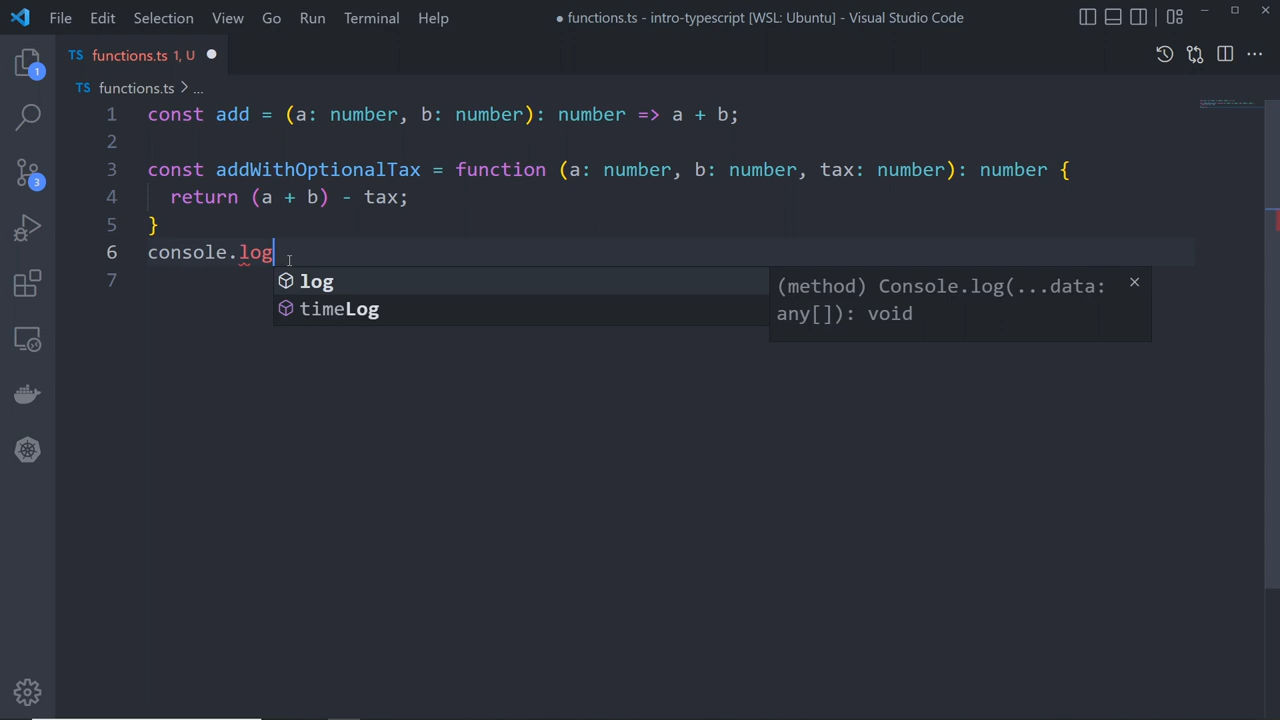 File Edit Selection View Go Run Terminal Help ● functions.ts - intro-typescript [WSL: Ubuntu] - Visual Studio Code
TS functions.ts 1, U
TS functions.ts > ...
1 const add = (a: number, b: number): number => a + b;
2
3 const addWithOptionalTax = function (a: number, b: number, tax: number): number {
4 return (a + b) - tax;
5 }
6 console.log
7
log
timeLog
(method) Console.log(...data:
any[]): void
1
3